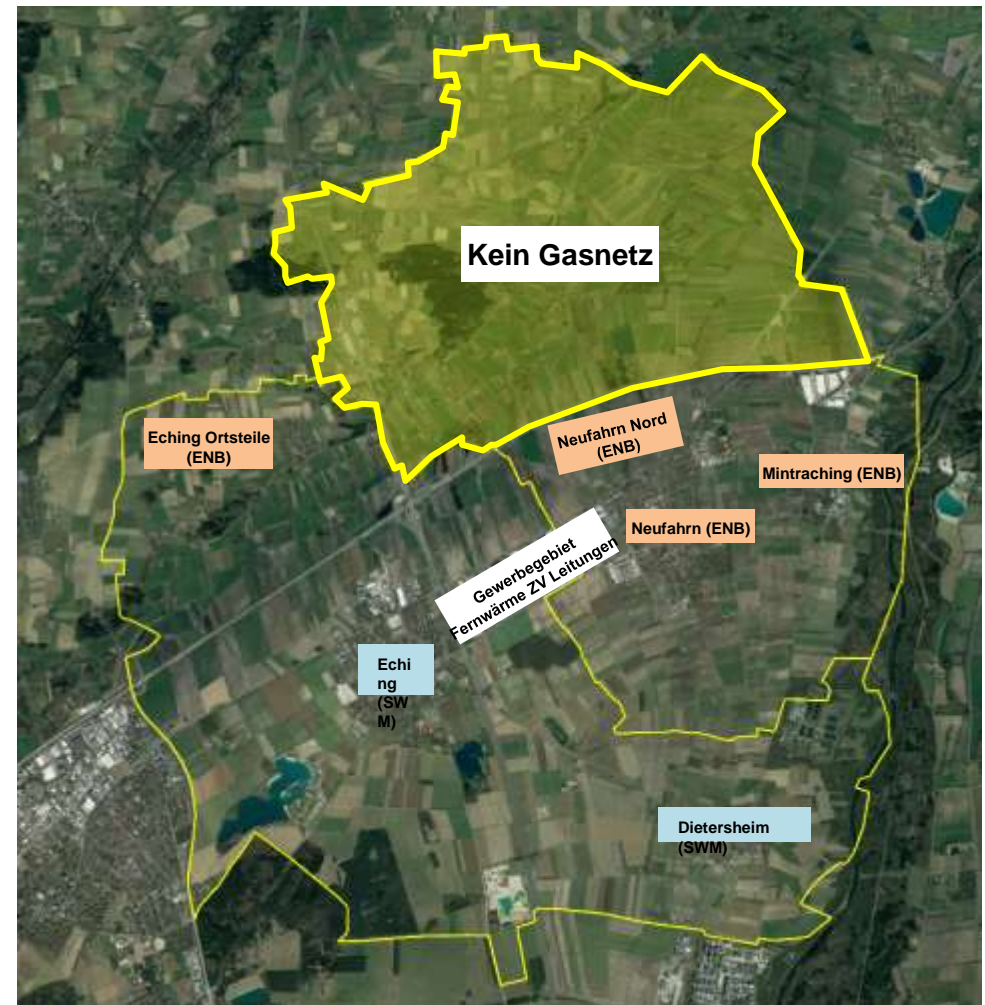 Kein Gasnetz
Eching Ortsteile
(ENB)
Neufahrn Nord
(ENB)
Mintraching (ENB)
Neufahrn (ENB)
Gewerbegebiet
Fernwärme ZV Leitungen
Echi
ng
(SW
M)
Dietersheim
(SWM)